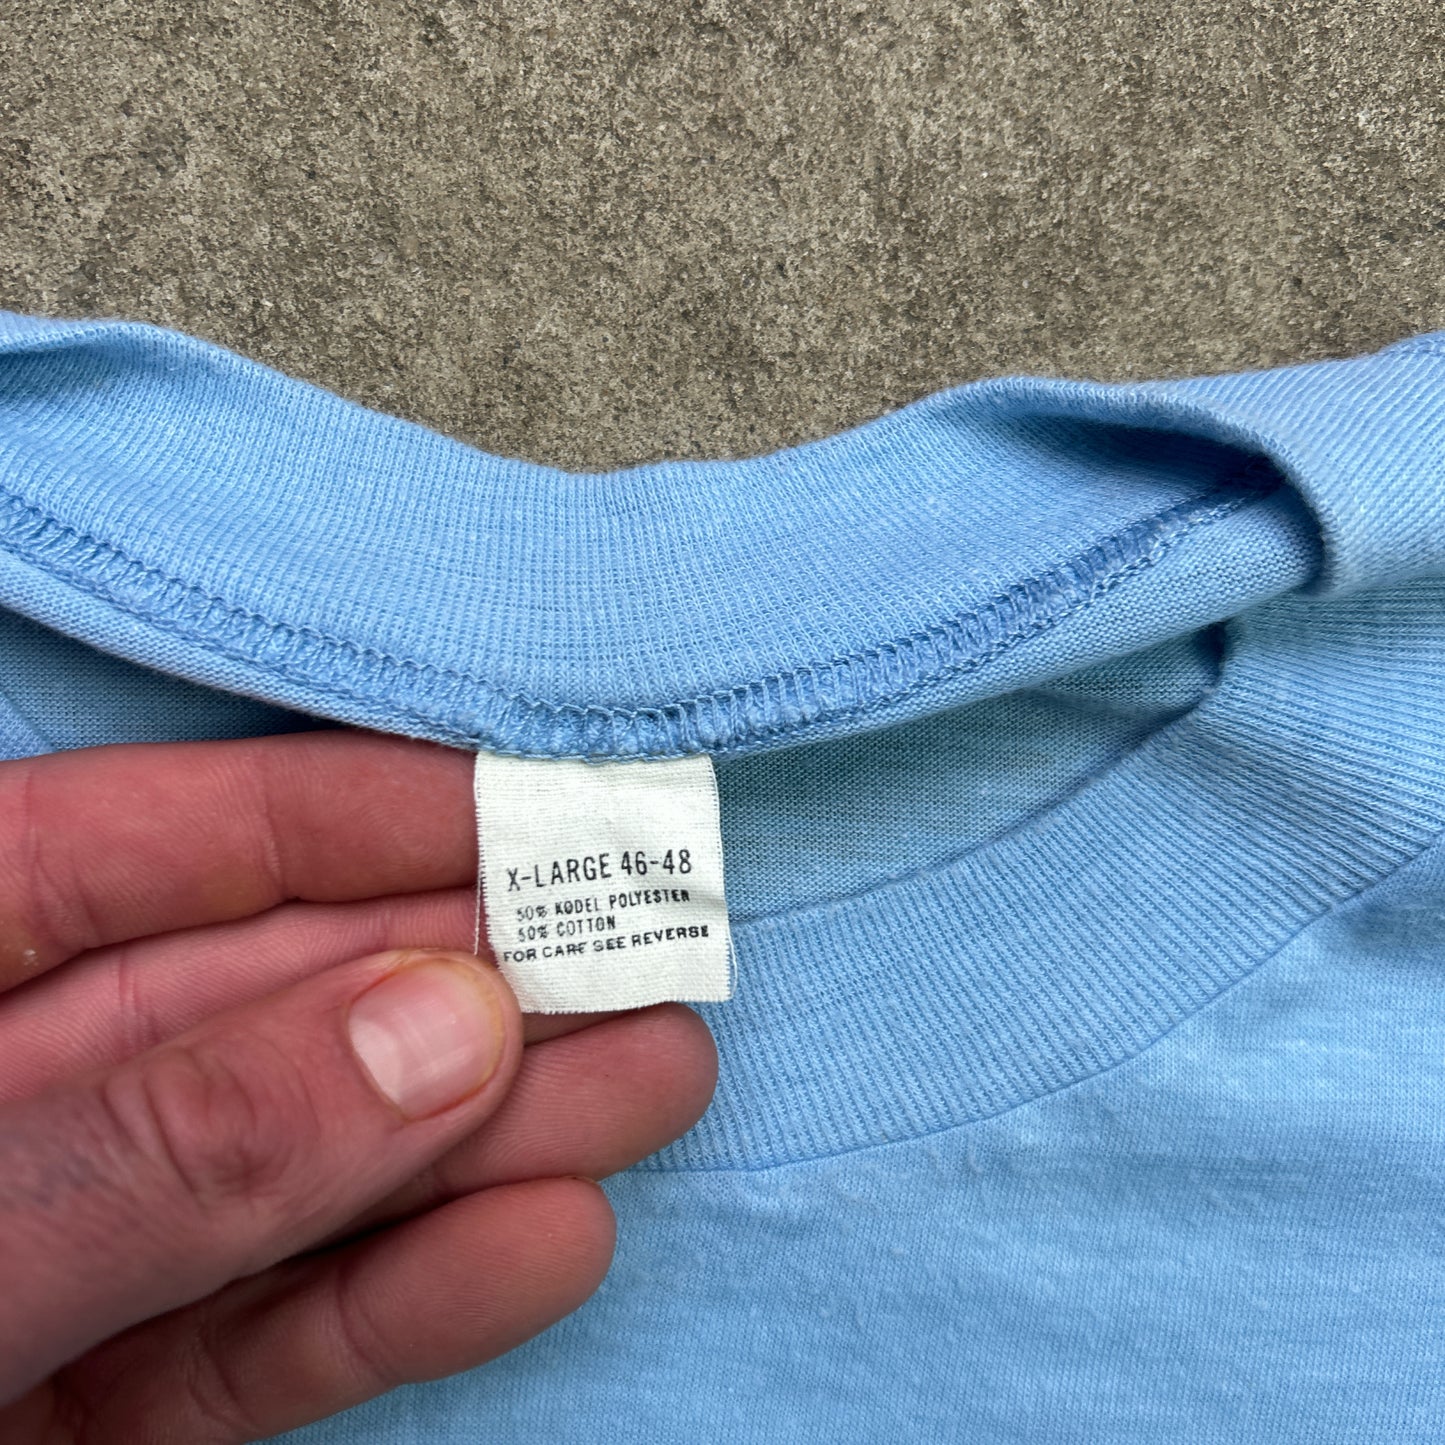 X-LARGE 46-48
50% KODEL POLYESTER
50% COTTON
FOR CARE SEE REVERSE